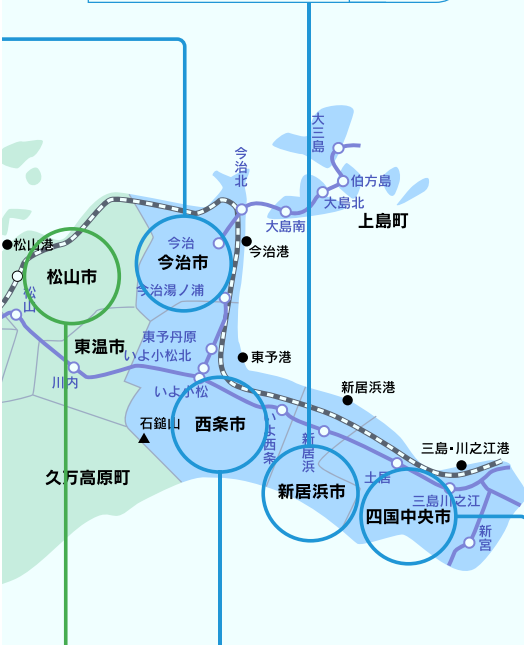 大三島
今治北
伯方島
大島北
大島南
上島町
松山港
今治
今治港
松山市
今治市
松山
今治湯ノ浦
東温市
東予丹原
いよ小松北
東予港
川内
いよ小松
新居浜港
石鎚山
西条市
いよ西条
新居浜
三島・川之江港
久万高原町
土居
新居浜市
三島川之江
四国中央市
新宮